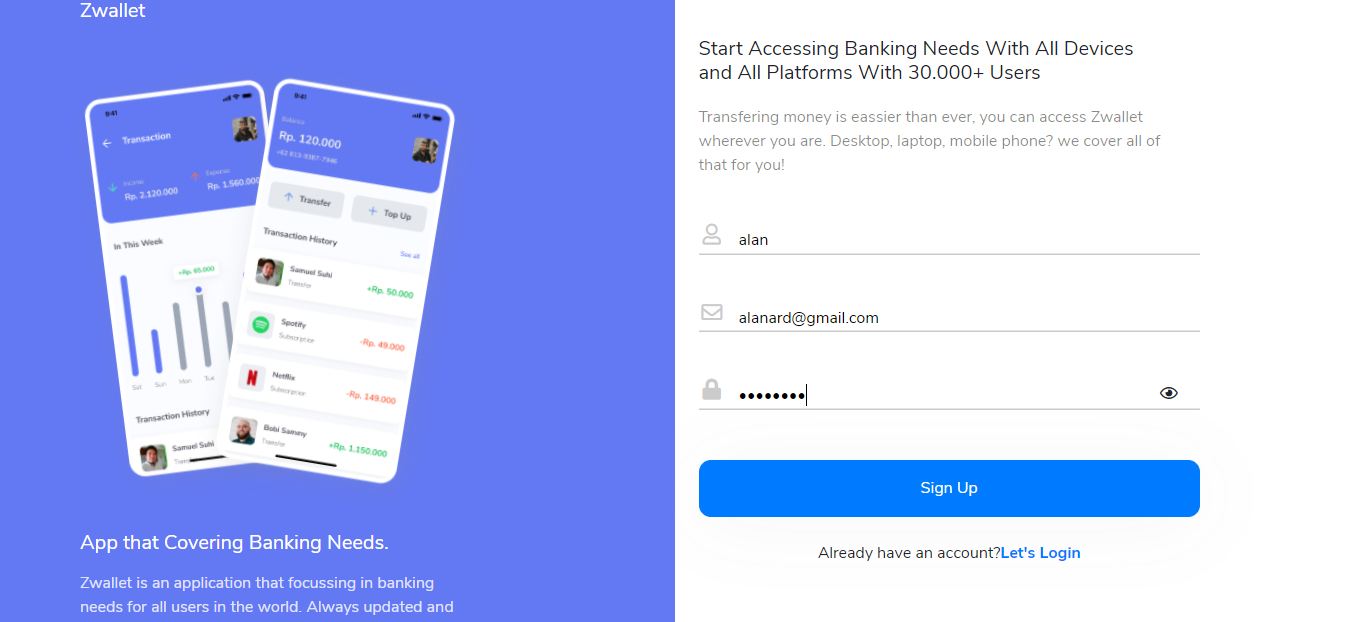 Zwallet
9:41
Transaction
Income
Rp. 2.120.000
Expense
Rp. 1.560.000
In This Week
+Rp. 65.000
Sat Sun Mon Tue
Transaction History
Samuel Suhi
9:41
Balance
Rp. 120.000
+62 813-9387-7946
Transfer
Top Up
Transaction History
See all
Samuel Suhi
Transfer
+Rp. 50.000
Spotify
Subscription
-Rp. 49.000
Netflix
Subscription
-Rp. 149.000
Bobi Sammy
Transfer
+Rp. 1.150.000
App that Covering Banking Needs.
Zwallet is an application that focussing in banking
needs for all users in the world. Always updated and
Start Accessing Banking Needs With All Devices
and All Platforms With 30.000+ Users
Transfering money is eassier than ever, you can access Zwallet
wherever you are. Desktop, laptop, mobile phone? we cover all of
that for you!
alan
alanard@gmail.com
Sign Up
Already have an account?Let's Login